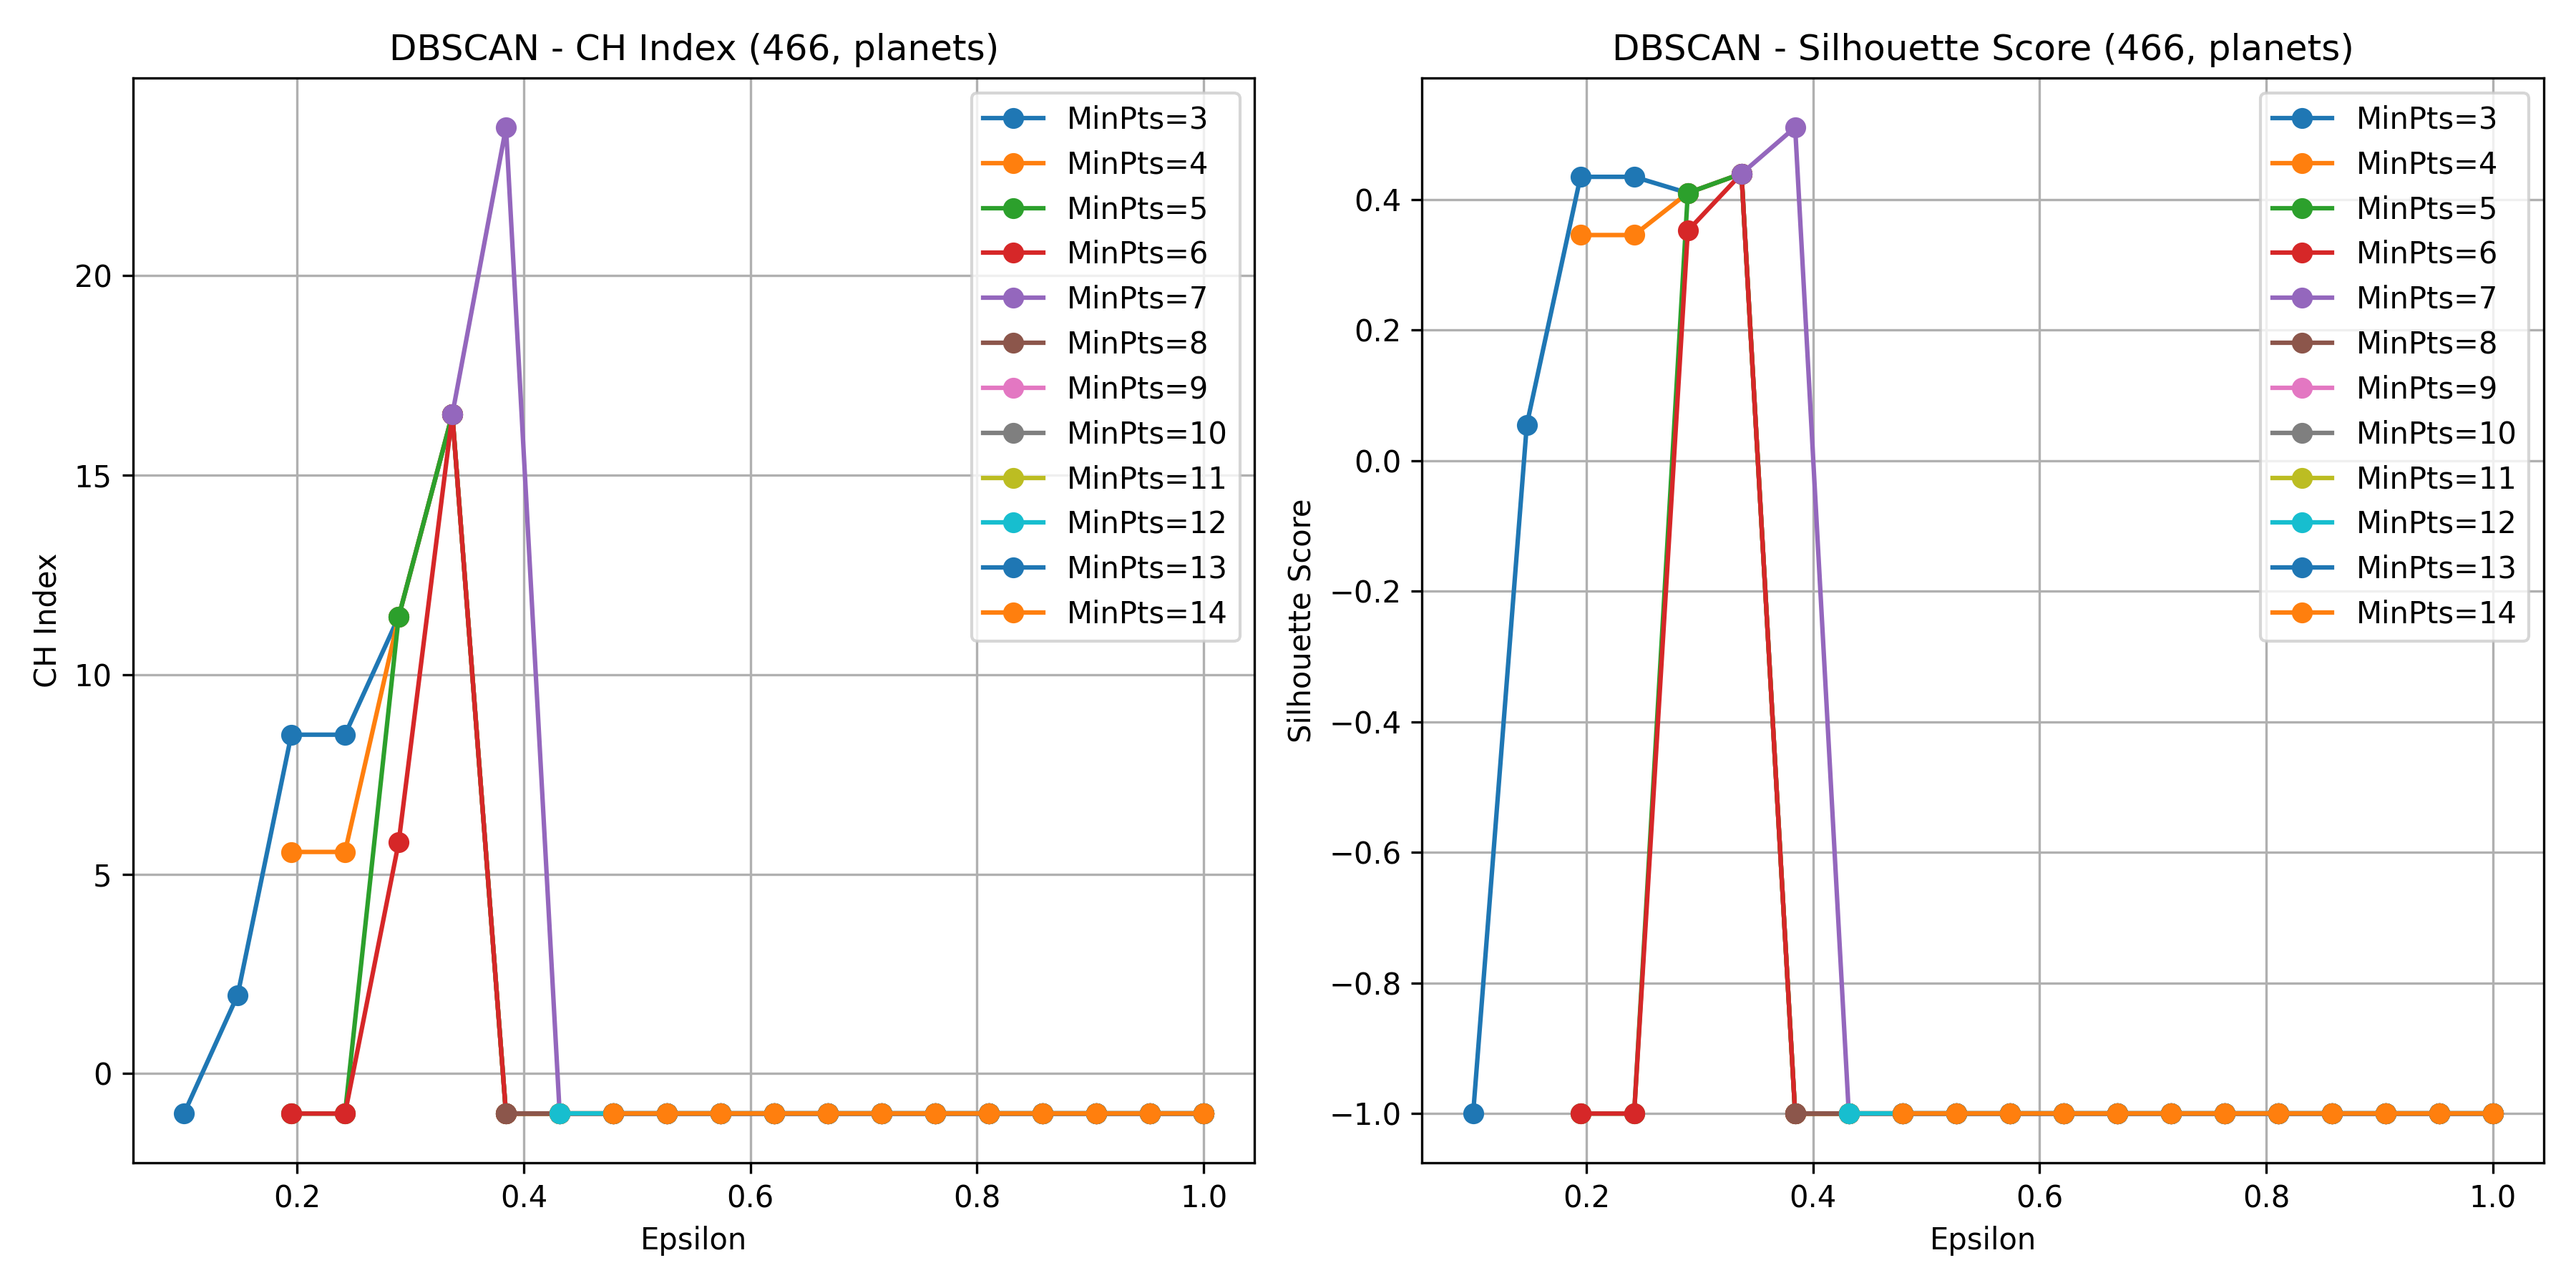 DBSCAN - CH Index (466, planets)
CH Index
20
15
10
5
0
0.2 0.4 0.6 0.8 1.0
Epsilon
MinPts=3
MinPts=4
MinPts=5
MinPts=6
MinPts=7
MinPts=8
MinPts=9
MinPts=10
MinPts=11
MinPts=12
MinPts=13
MinPts=14
DBSCAN - Silhouette Score (466, planets)
Silhouette Score
0.4
0.2
0.0
−0.2
−0.4
−0.6
−0.8
−1.0
0.2 0.4 0.6 0.8 1.0
Epsilon
MinPts=3
MinPts=4
MinPts=5
MinPts=6
MinPts=7
MinPts=8
MinPts=9
MinPts=10
MinPts=11
MinPts=12
MinPts=13
MinPts=14